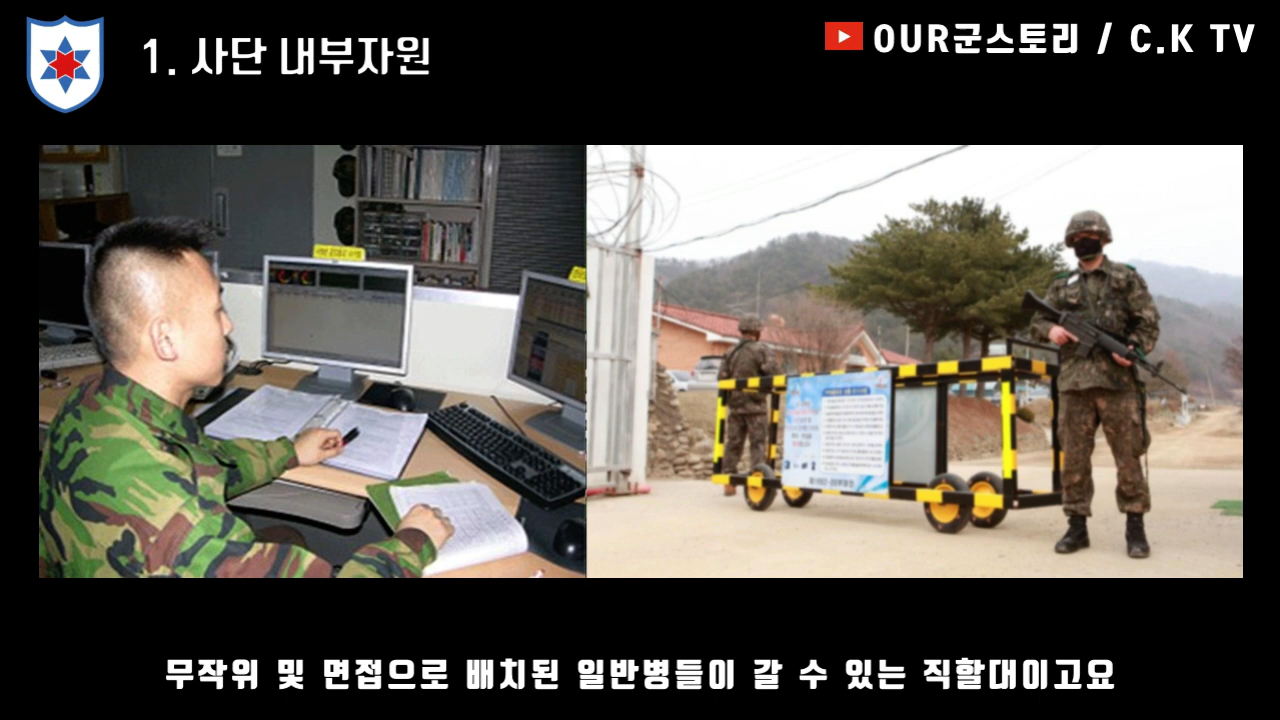 1. 사단 내부자원
OUR군스토리 / C.K TV
무작위 및 면접으로 배치된 일반병들이 갈 수 있는 직할대이고요